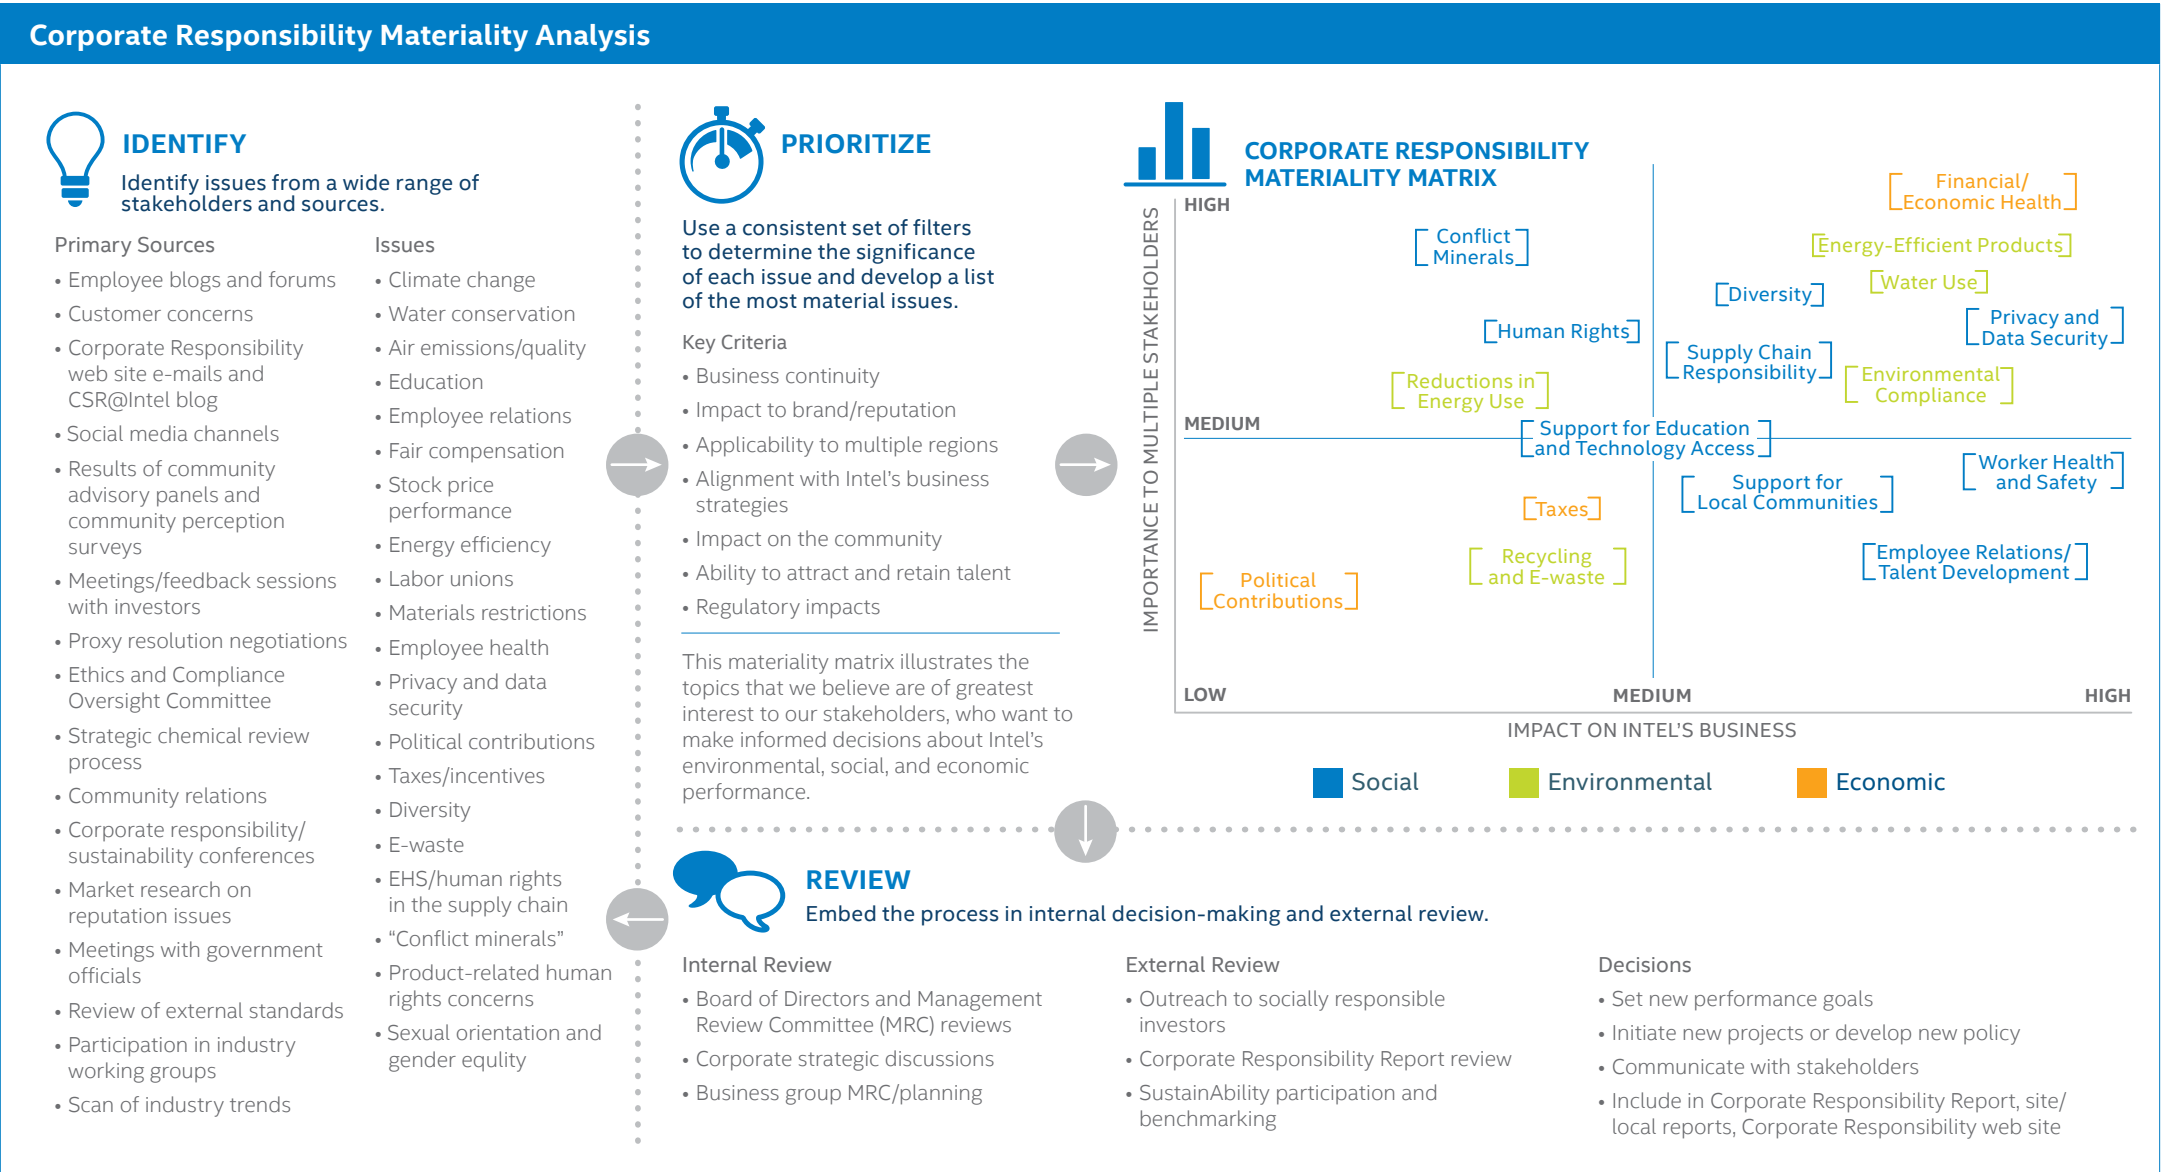 Corporate Responsibility Materiality Analysis
IDENTIFY
Identify issues from a wide range of
stakeholders and sources.
Primary Sources
• Employee blogs and forums
• Customer concerns
• Corporate Responsibility
web site e-mails and
CSR@Intel blog
• Social media channels
• Results of community
advisory panels and
community perception
surveys
• Meetings/feedback sessions
with investors
• Proxy resolution negotiations
• Ethics and Compliance
Oversight Committee
• Strategic chemical review
process
• Community relations
• Corporate responsibility/
sustainability conferences
• Market research on
reputation issues
• Meetings with government
officials
• Review of external standards
• Participation in industry
working groups
• Scan of industry trends
Issues
• Climate change
• Water conservation
• Air emissions/quality
• Education
• Employee relations
• Fair compensation
• Stock price
performance
• Energy efficiency
• Labor unions
• Materials restrictions
• Employee health
• Privacy and data
security
• Political contributions
• Taxes/incentives
• Diversity
• E-waste
• EHS/human rights
in the supply chain
• “Conflict minerals”
• Product-related human
rights concerns
• Sexual orientation and
gender equlity
PRIORITIZE
Use a consistent set of filters
to determine the significance
of each issue and develop a list
of the most material issues.
Key Criteria
• Business continuity
• Impact to brand/reputation
• Applicability to multiple regions
• Alignment with Intel’s business
strategies
• Impact on the community
• Ability to attract and retain talent
• Regulatory impacts
This materiality matrix illustrates the
topics that we believe are of greatest
interest to our stakeholders, who want to
make informed decisions about Intel’s
environmental, social, and economic
performance.
CORPORATE RESPONSIBILITY
MATERIALITY MATRIX
IMPORTANCE TO MULTIPLE STAKEHOLDERS
HIGH
Financial/
Economic Health
Conflict
Minerals
Energy-Efficient Products
Water Use
Diversity
Privacy and
Data Security
Human Rights
Supply Chain
Responsibility
Environmental
Compliance
Reductions in
Energy Use
MEDIUM
Support for Education
and Technology Access
Worker Health
and Safety
Support for
Local Communities
Taxes
Recycling
and E-waste
Employee Relations/
Talent Development
Political
Contributions
LOW
MEDIUM
HIGH
IMPACT ON INTEL’S BUSINESS
Social
Environmental
Economic
REVIEW
Embed the process in internal decision-making and external review.
Internal Review
• Board of Directors and Management
Review Committee (MRC) reviews
• Corporate strategic discussions
• Business group MRC/planning
External Review
• Outreach to socially responsible
investors
• Corporate Responsibility Report review
• SustainAbility participation and
benchmarking
Decisions
• Set new performance goals
• Initiate new projects or develop new policy
• Communicate with stakeholders
• Include in Corporate Responsibility Report, site/
local reports, Corporate Responsibility web site